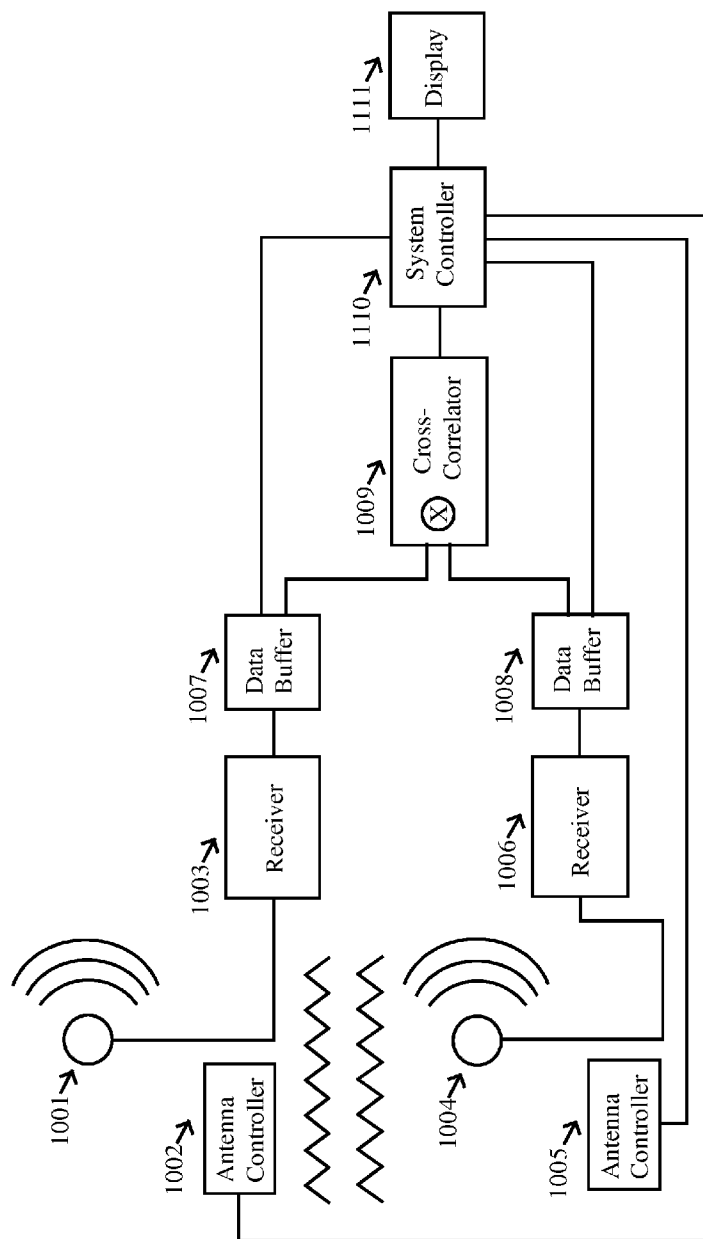 1001
1002
Antenna
Controller
1003
Receiver
1007
Data
Buffer
1009
X
Cross-
Correlator
1110
System
Controller
1111
Display
1004
1005
Antenna
Controller
1006
Receiver
1008
Data
Buffer